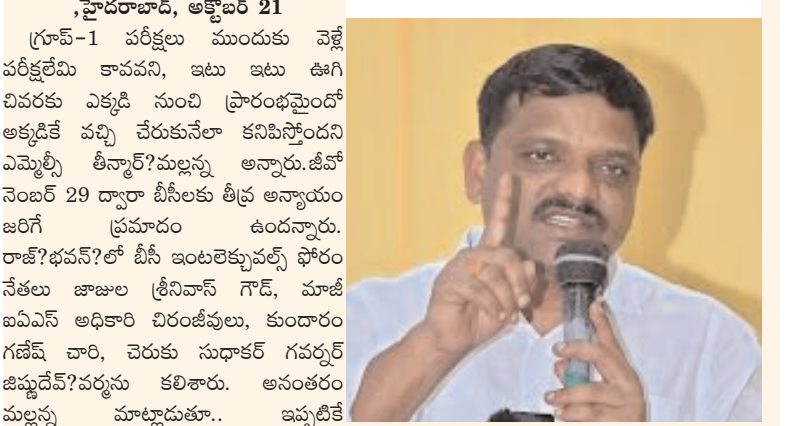 ,హైదరాబాద్, అక్టోబర్ 21
గ్రూప్-1 పరీక్షలు ముందుకు వెళ్లే
పరీక్షలేమి కావవని, ఇటు ఇటు ఊగి
చివరకు ఎక్కడి నుంచి ప్రారంభమైందో
అక్కడికే వచ్చి చేరుకునేలా కనిపిస్తోందని
ఎమ్మెల్సీ తీన్మార్?మల్లన్న అన్నారు.జీవో
నెంబర్ 29 ద్వారా బీసీలకు తీవ్ర అన్యాయం
జరిగే ప్రమాదం ఉందన్నారు.
రాజ్?భవన్?లో బీసీ ఇంటలెక్చువల్స్ ఫోరం
నేతలు జాజుల శ్రీనివాస్ గౌడ్, మాజీ
ఐఏఎస్ అధికారి చిరంజీవులు, కుందారం
గణేష్ చారి, చెరుకు సుధాకర్ గవర్నర్
జిష్ణుదేవ్?వర్మను కలిశారు. అనంతరం
మల్లన్న మాట్లాడుతూ.. ఇప్పటికే